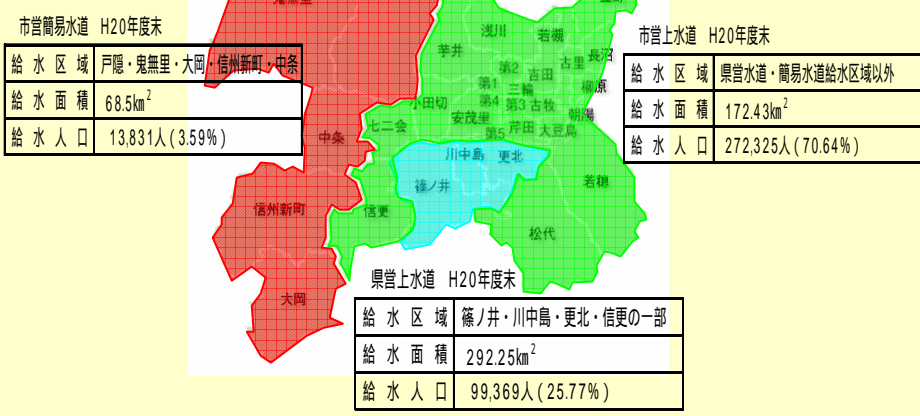 鬼無里
市営簡易水道 H20年度末
給水区域 戸隠・鬼無里・大岡・信州新町・中条
給水面積 68.5km²
給水人口 13,831人(3.59%)
市営上水道 H20年度末
給水区域 県営水道・簡易水道給水区域以外
給水面積 172.43km²
給水人口 272,325人(70.64%)
浅川
若槻
芋井
長沼
古里
第2
吉田
柳原
第1
三輪
小田切
第4
第3
古牧
朝陽
安茂里
七二会
第5
芹田
大豆島
中条
川中島
更北
篠ノ井
若穂
信州新町
信更
松代
大岡
県営上水道 H20年度末
給水区域 篠ノ井・川中島・更北・信更の一部
給水面積 292.25km²
給水人口 99,369人(25.77%)